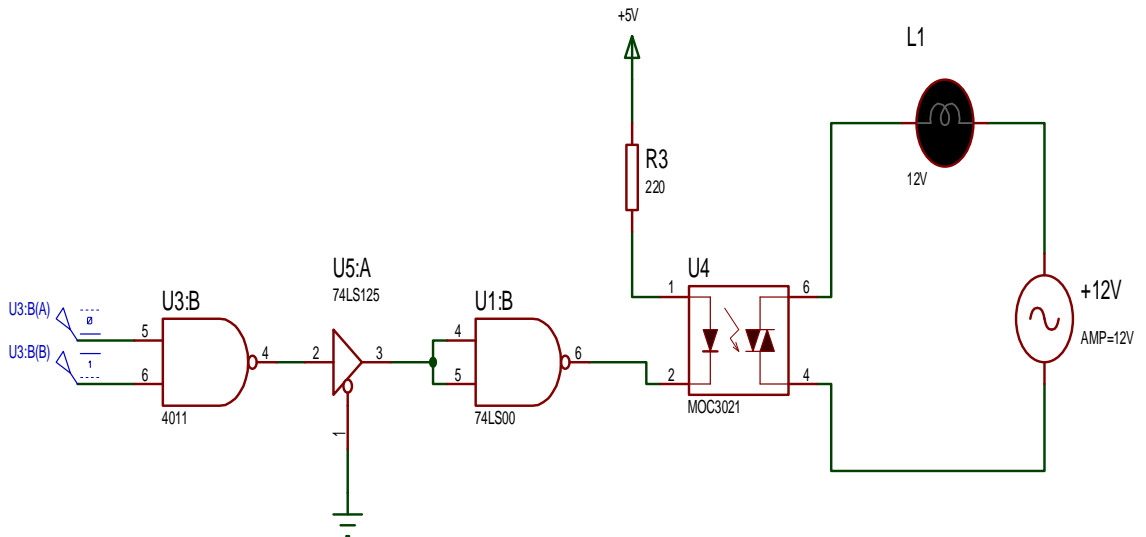 +5V
L1
R3
220
12V
U5:A
74LS125
U4
1
6
+12V
AMP=12V
U3:B(A)
0
U3:B
5
U1:B
U3:B(B)
1
4
2
3
4
6
6
5
2
4
4011
74LS00
MOC3021
1